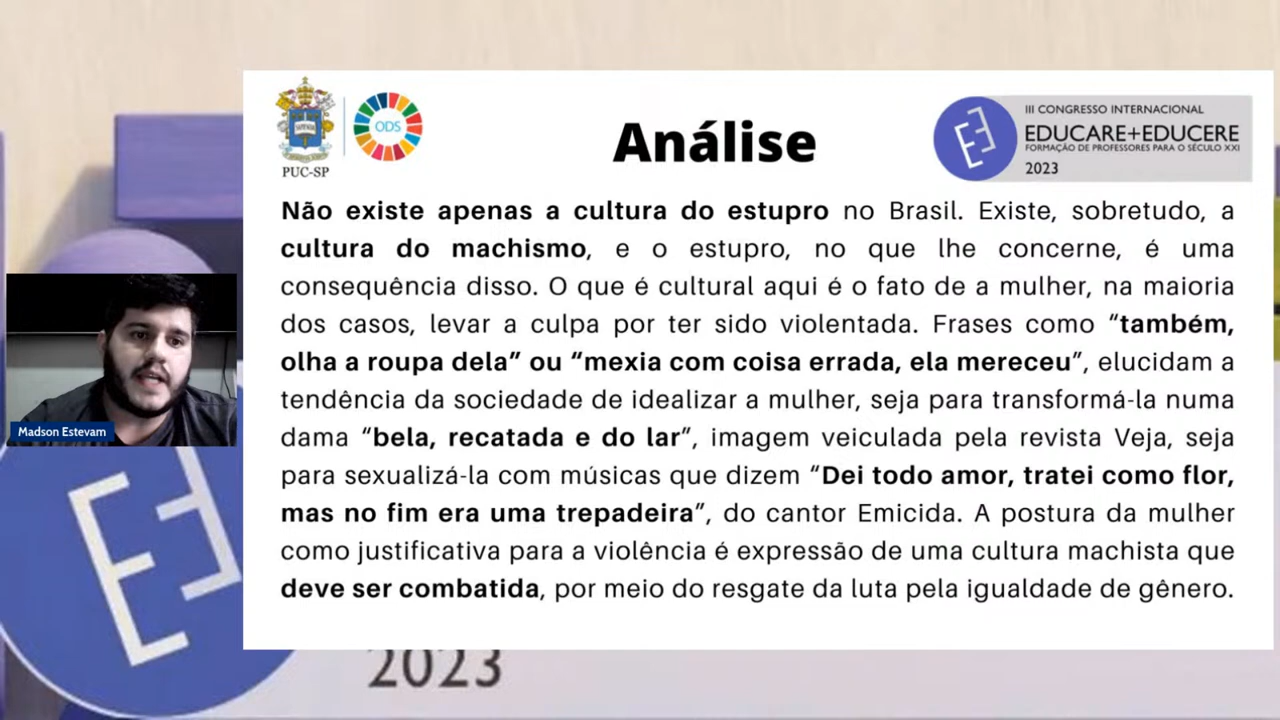 PUC-SP
ODS
Análise
III CONGRESSO INTERNACIONAL
EDUCARE+EDUCERE
FORMAÇÃO DE PROFESSORES PARA O SÉCULO XXI
2023
Não existe apenas a cultura do estupro no Brasil. Existe, sobretudo, a
cultura do machismo, e o estupro, no que lhe concerne, é uma
consequência disso. O que é cultural aqui é o fato de a mulher, na maioria
dos casos, levar a culpa por ter sido violentada. Frases como “também,
olha a roupa dela” ou “mexia com coisa errada, ela mereceu”, elucidam a
tendência da sociedade de idealizar a mulher, seja para transformá-la numa
dama “bela, recatada e do lar”, imagem veiculada pela revista Veja, seja
para sexualizá-la com músicas que dizem “Dei todo amor, tratei como flor,
mas no fim era uma trepadeira”, do cantor Emicida. A postura da mulher
como justificativa para a violência é expressão de uma cultura machista que
deve ser combatida, por meio do resgate da luta pela igualdade de gênero.
Madson Estevam
2023